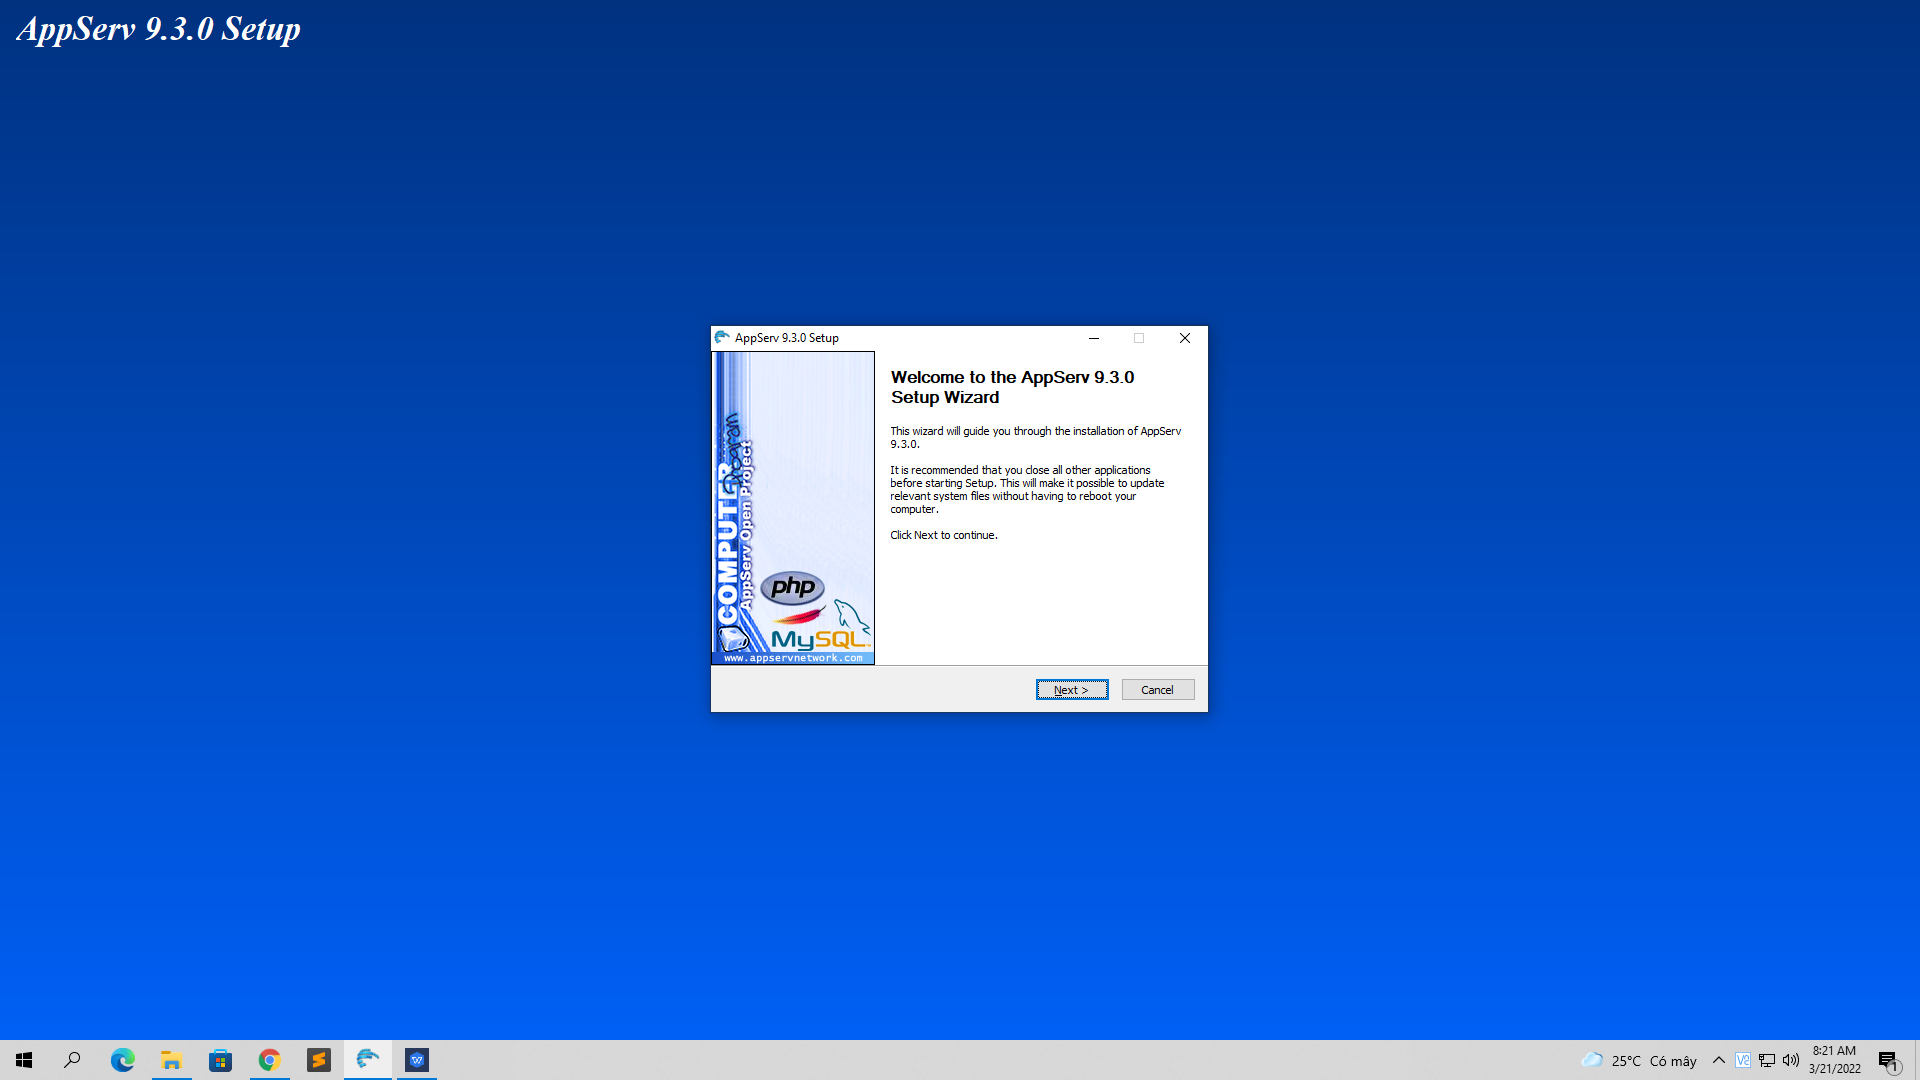 AppServ 9.3.0 Setup
AppServ 9.3.0 Setup
Welcome to the AppServ 9.3.0
Setup Wizard
This wizard will guide you through the installation of AppServ
9.3.0.
It is recommended that you close all other applications
before starting Setup. This will make it possible to update
relevant system files without having to reboot your
computer.
Click Next to continue.
COMPUTER
Program
AppServ Open Project
php
MySQL
www.appservnetwork.com
Next >
Cancel
25°C Có mây
8:21 AM
3/21/2022
1